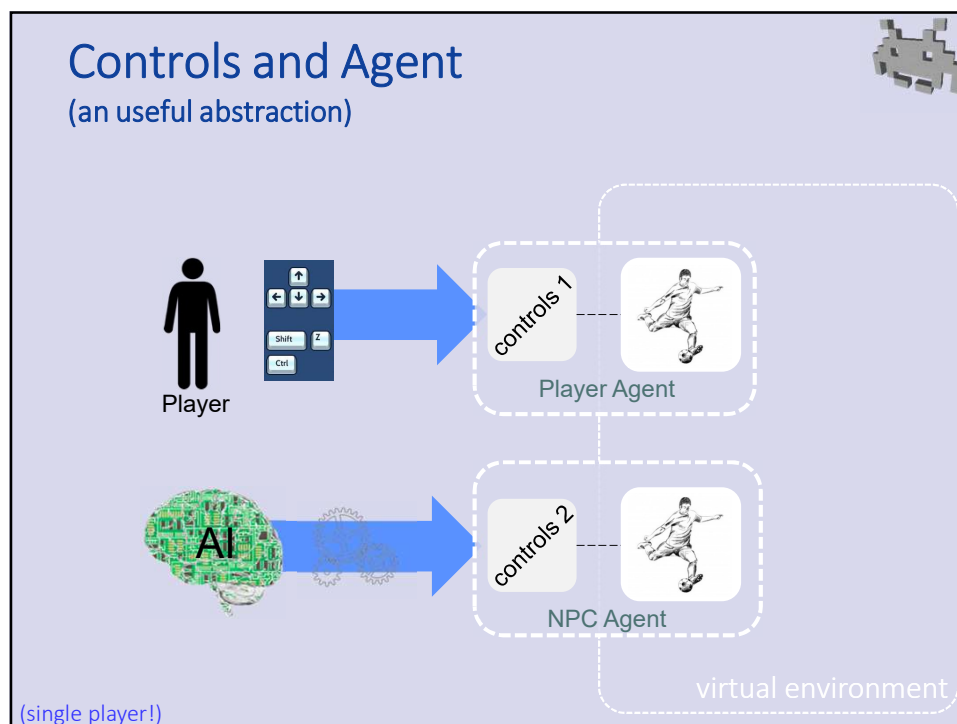 Controls and Agent
(an useful abstraction)
↑
← ↓ →
Shift Z
Ctrl
controls 1
Player Agent
Player
AI
controls 2
NPC Agent
virtual environment
(single player!)